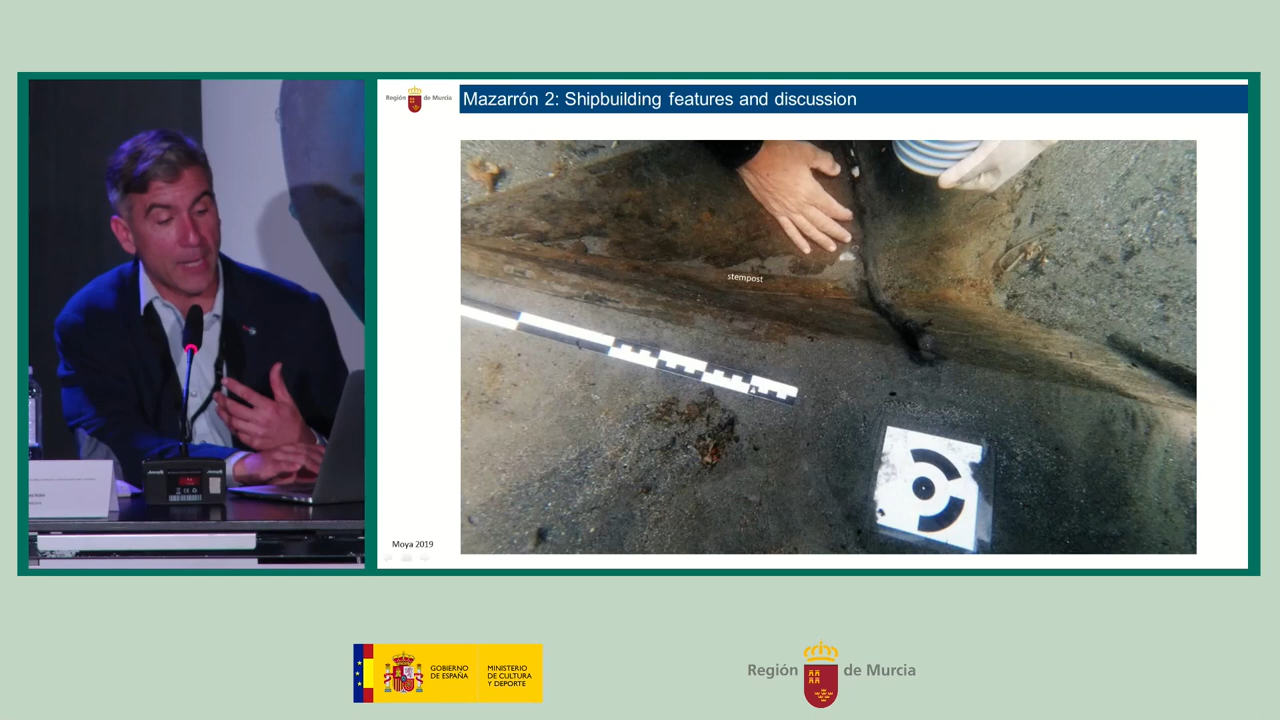 Región de Murcia
Mazarrón 2: Shipbuilding features and discussion
stempost
Moya 2019
GOBIERNO
DE ESPAÑA
MINISTERIO
DE CULTURA
Y DEPORTE
Región de Murcia